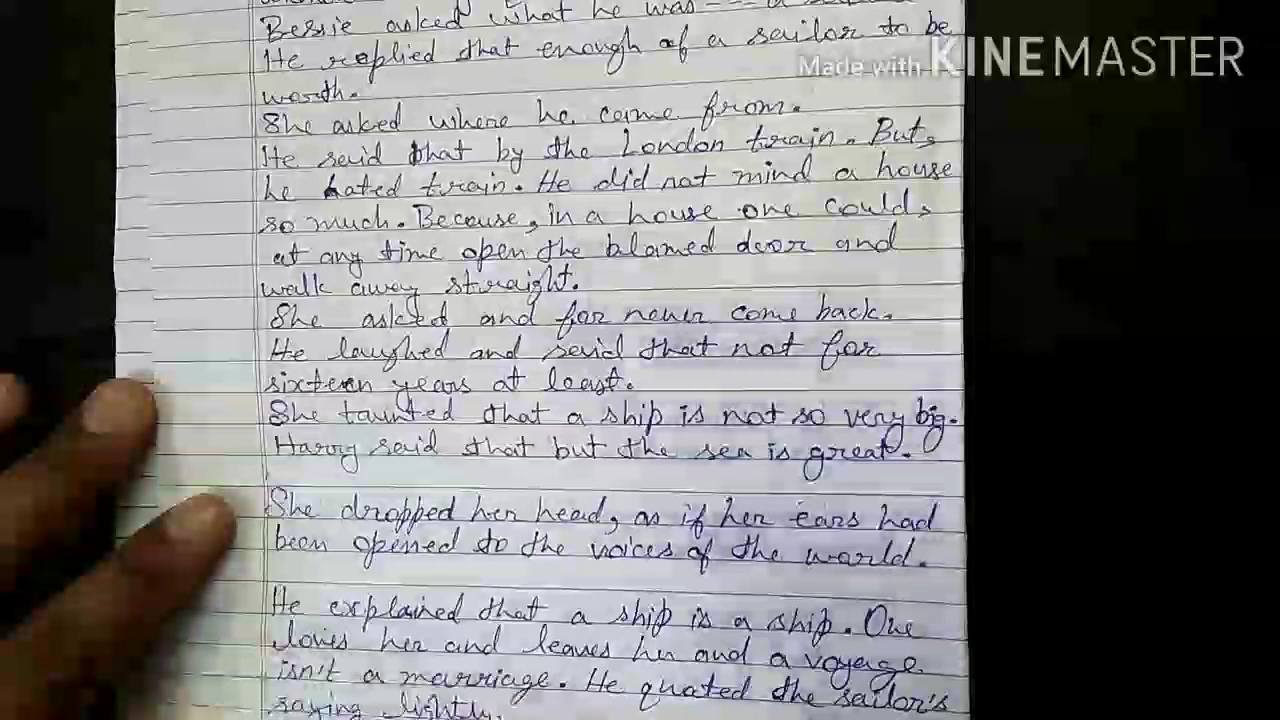 Bessie asked what he was --- a
He replied that enough of a sailor to be
worth.
She asked where he came from.
He said that by the London train. But,
he hated train. He did not mind a house
so much. Because, in a house one could,
at any time open the blamed door and
walk away straight.
She asked and for never come back.
He laughed and said that not for
sixteen years at least.
She taunted that a ship is not so very big.
Harry said that but the sea is great.
She dropped her head, as if her ears had
been opened to the voices of the world.
He explained that a ship is a ship. One
loves her and leaves her and a voyage
isn't a marriage. He quated the sailor's
saying lightly.
Made with KINEMASTER